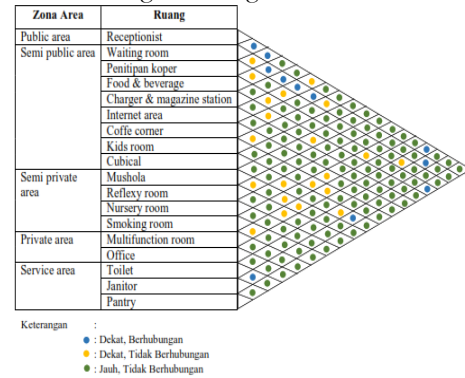 Zona Area Ruang
Public area Receptionist
Semi public area Waiting room
Penitipan koper
Food & beverage
Charger & magazine station
Internet area
Coffe corner
Kids room
Cubical
Semi private area Mushola
Reflexy room
Nursery room
Smoking room
Private area Multifunction room
Office
Service area Toilet
Janitor
Pantry
Keterangan :
: Dekat, Berhubungan
: Dekat, Tidak Berhubungan
: Jauh, Tidak Berhubungan